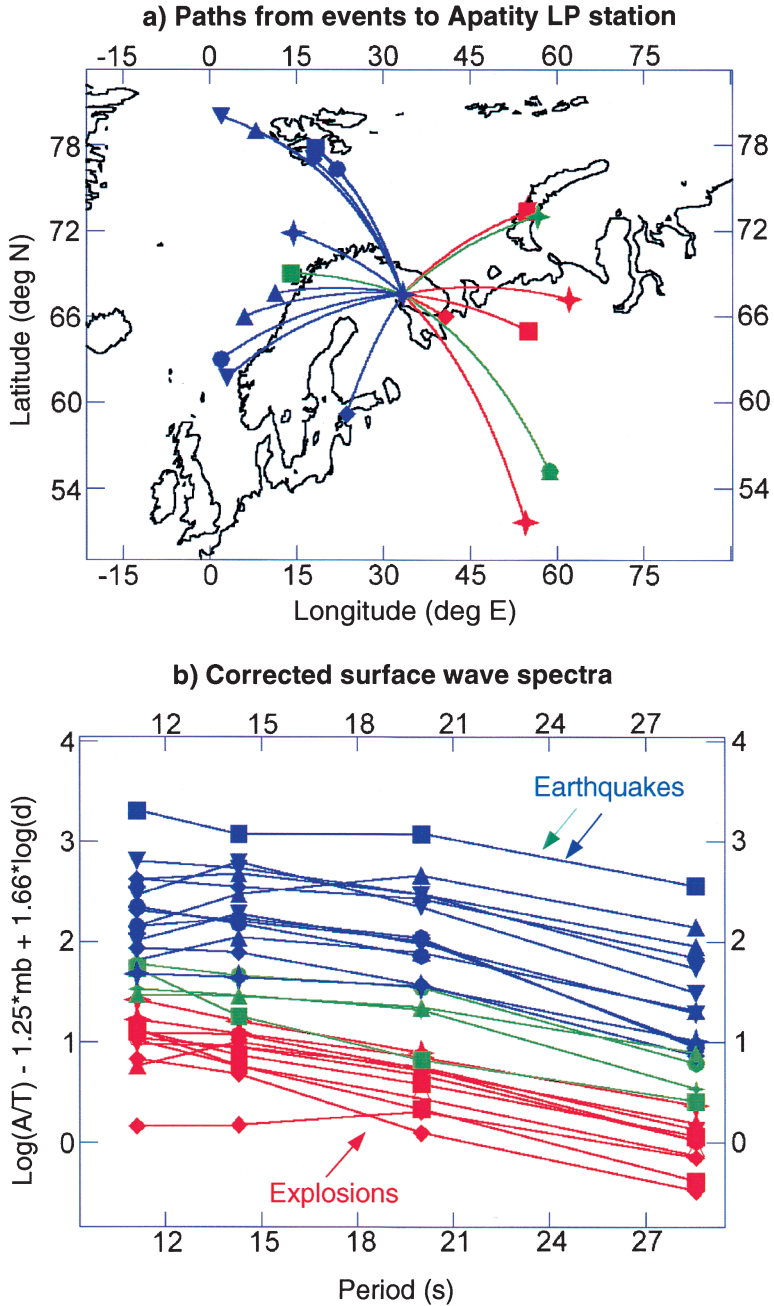 a) Paths from events to Apatity LP station
-15 0 15 30 45 60 75
78 78
72 72
66 66
60 60
54 54
Latitude (deg N)
-15 0 15 30 45 60 75
Longitude (deg E)
b) Corrected surface wave spectra
12 15 18 21 24 27
4 4
Earthquakes
3 3
2 2
1 1
0 0
Explosions
Log(A/T) - 1.25*mb + 1.66*log(d)
12 15 18 21 24 27
Period (s)